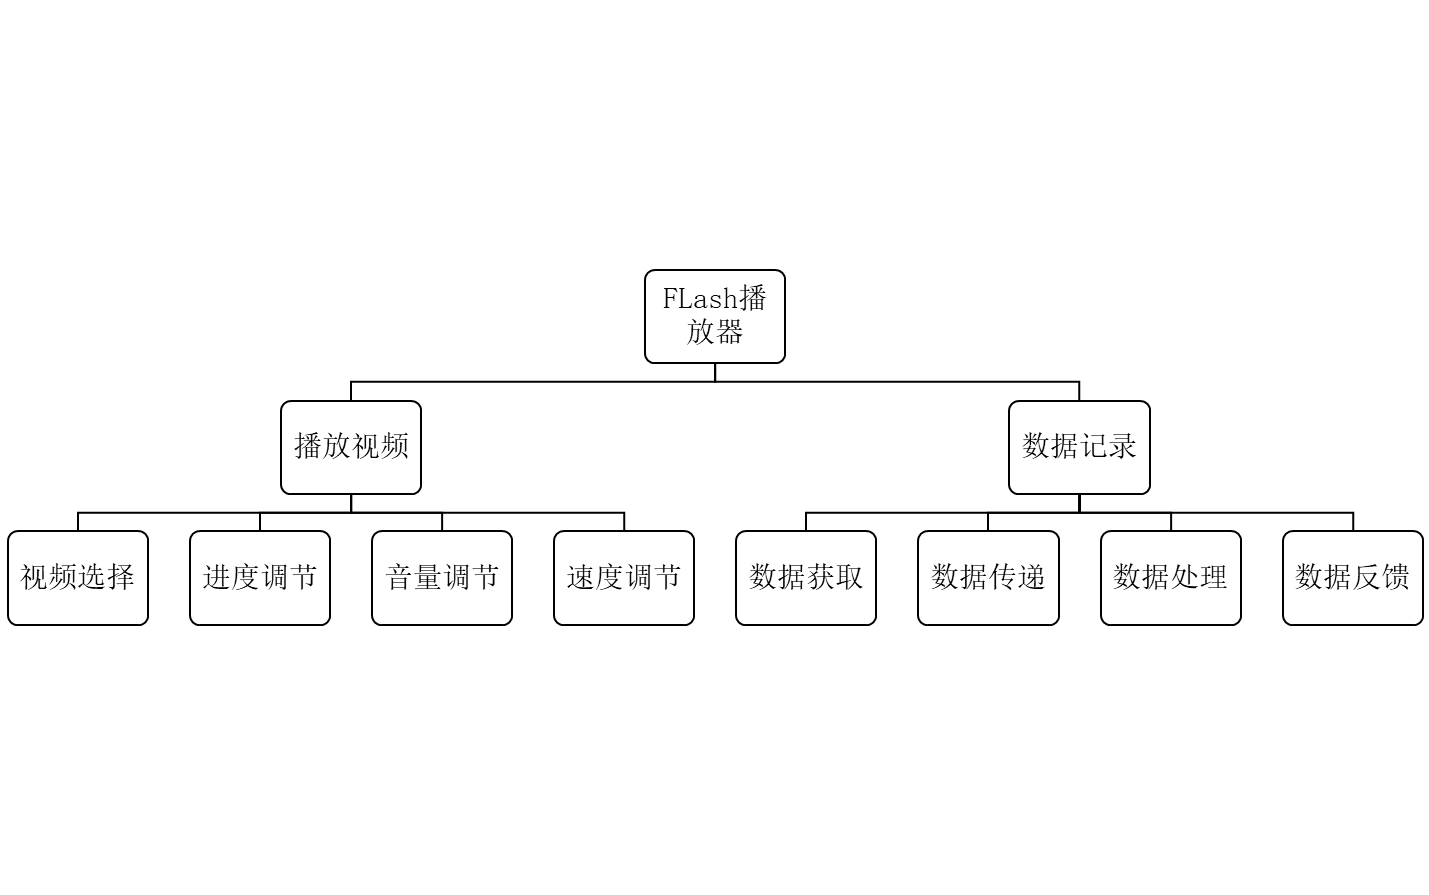 FLash播
放器
播放视频
数据记录
视频选择
进度调节
音量调节
速度调节
数据获取
数据传递
数据处理
数据反馈